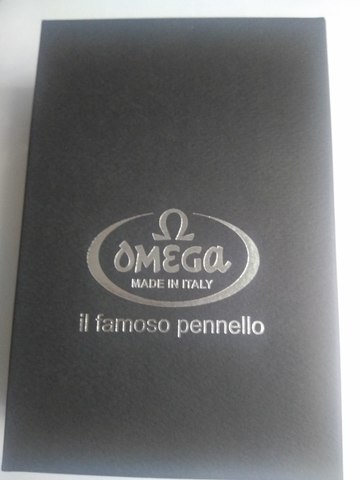 Ω
OMEGA
MADE IN ITALY
il famoso pennello